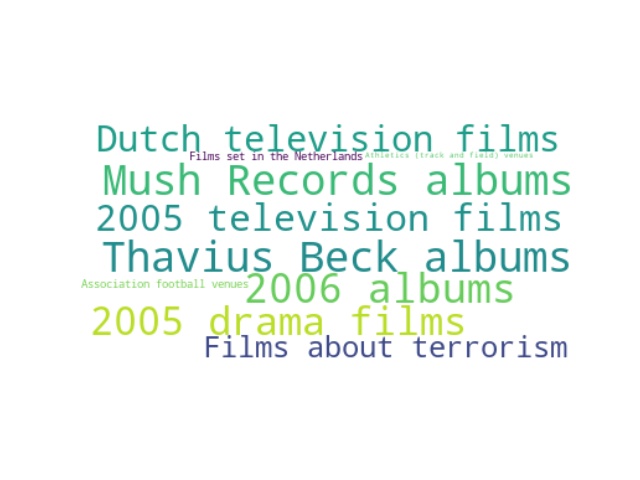 Dutch television films
Films set in the Netherlands
Athletics (track and field) venues
Mush Records albums
2005 television films
Thavius Beck albums
Association football venues
2006 albums
2005 drama films
Films about terrorism